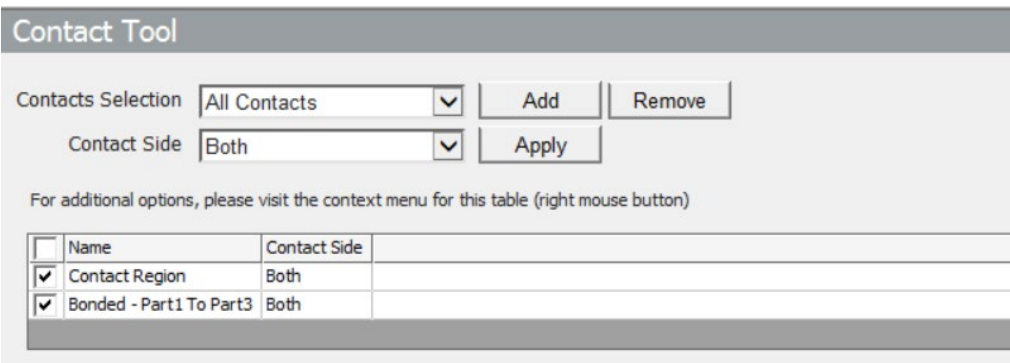 Contact Tool
Contacts Selection All Contacts Add Remove
Contact Side Both Apply
For additional options, please visit the context menu for this table (right mouse button)
Name Contact Side
Contact Region Both
Bonded - Part1 To Part3 Both